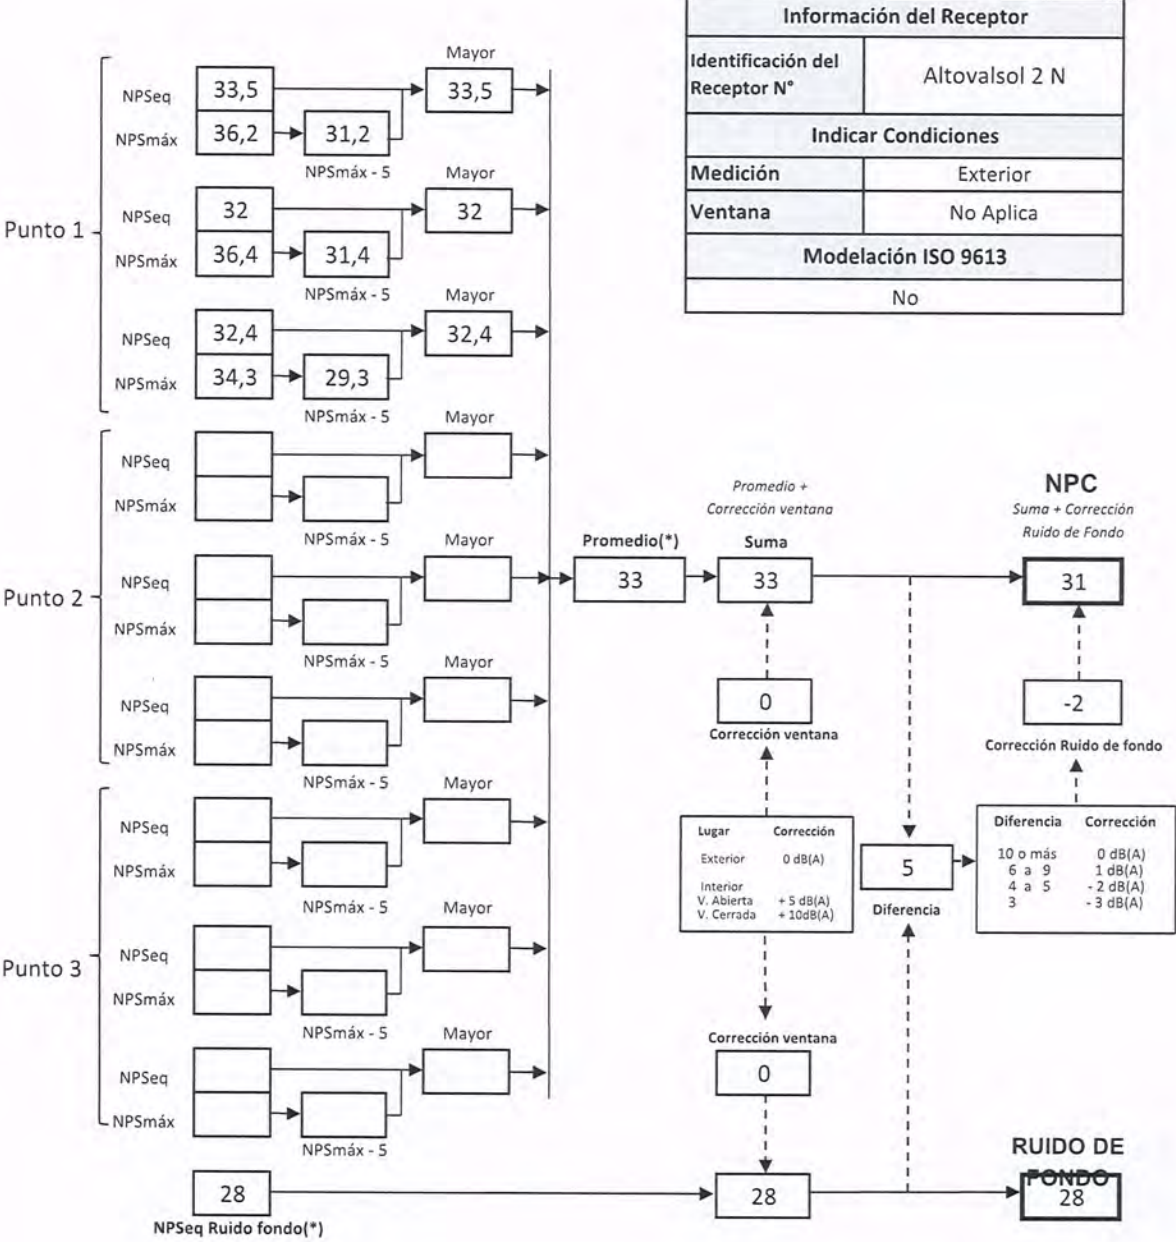 Información del Receptor
Identificación del Receptor N° Altovalsol 2 N
Indicar Condiciones
Medición Exterior
Ventana No Aplica
Modelación ISO 9613
No
Punto 1
Mayor
NPSeq 33,5 33,5
NPSmáx 36,2 31,2
NPSmáx - 5
Mayor
NPSeq 32 32
NPSmáx 36,4 31,4
NPSmáx - 5
Mayor
NPSeq 32,4 32,4
NPSmáx 34,3 29,3
NPSmáx - 5
Punto 2
Mayor
NPSeq
NPSmáx
NPSmáx - 5
Mayor
NPSeq
NPSmáx
NPSmáx - 5
Mayor
NPSeq
NPSmáx
NPSmáx - 5
Punto 3
Mayor
NPSeq
NPSmáx
NPSmáx - 5
Mayor
NPSeq
NPSmáx
NPSmáx - 5
Mayor
NPSeq
NPSmáx
NPSmáx - 5
Promedio(*)
33
Promedio +
Corrección ventana
Suma
33
0
Corrección ventana
NPC
Suma + Corrección
Ruido de Fondo
31
-2
Corrección Ruido de fondo
Lugar Corrección
Exterior 0 dB(A)
Interior
V. Abierta + 5 dB(A)
V. Cerrada + 10dB(A)
5
Diferencia
Diferencia Corrección
10 o más 0 dB(A)
6 a 9 1 dB(A)
4 a 5 - 2 dB(A)
3 - 3 dB(A)
Corrección ventana
0
28
NPSeq Ruido fondo(*)
28
RUIDO DE
FONDO
28